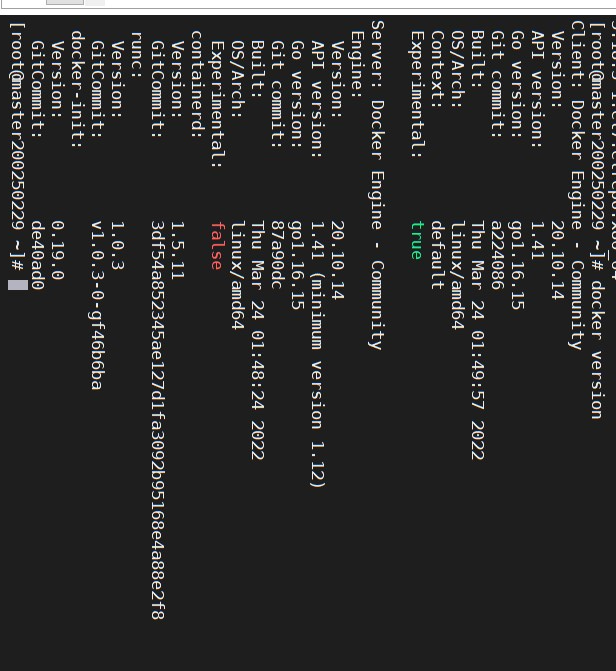 [root@master200250229 ~]# docker version
Client: Docker Engine - Community
Version: 20.10.14
API version: 1.41
Go version: go1.16.15
Git commit: a224086
Built: Thu Mar 24 01:49:57 2022
OS/Arch: linux/amd64
Context: default
Experimental: true
Server: Docker Engine - Community
Engine:
Version: 20.10.14
API version: 1.41 (minimum version 1.12)
Go version: go1.16.15
Git commit: 87a90dc
Built: Thu Mar 24 01:48:24 2022
OS/Arch: linux/amd64
Experimental: false
containerd:
Version: 1.5.11
GitCommit: 3df54a852345ae127d1fa3092b95168e4a88e2f8
runc:
Version: 1.0.3
GitCommit: v1.0.3-0-gf46b6ba
docker-init:
Version: 0.19.0
GitCommit: de40ad0
[root@master200250229 ~]#